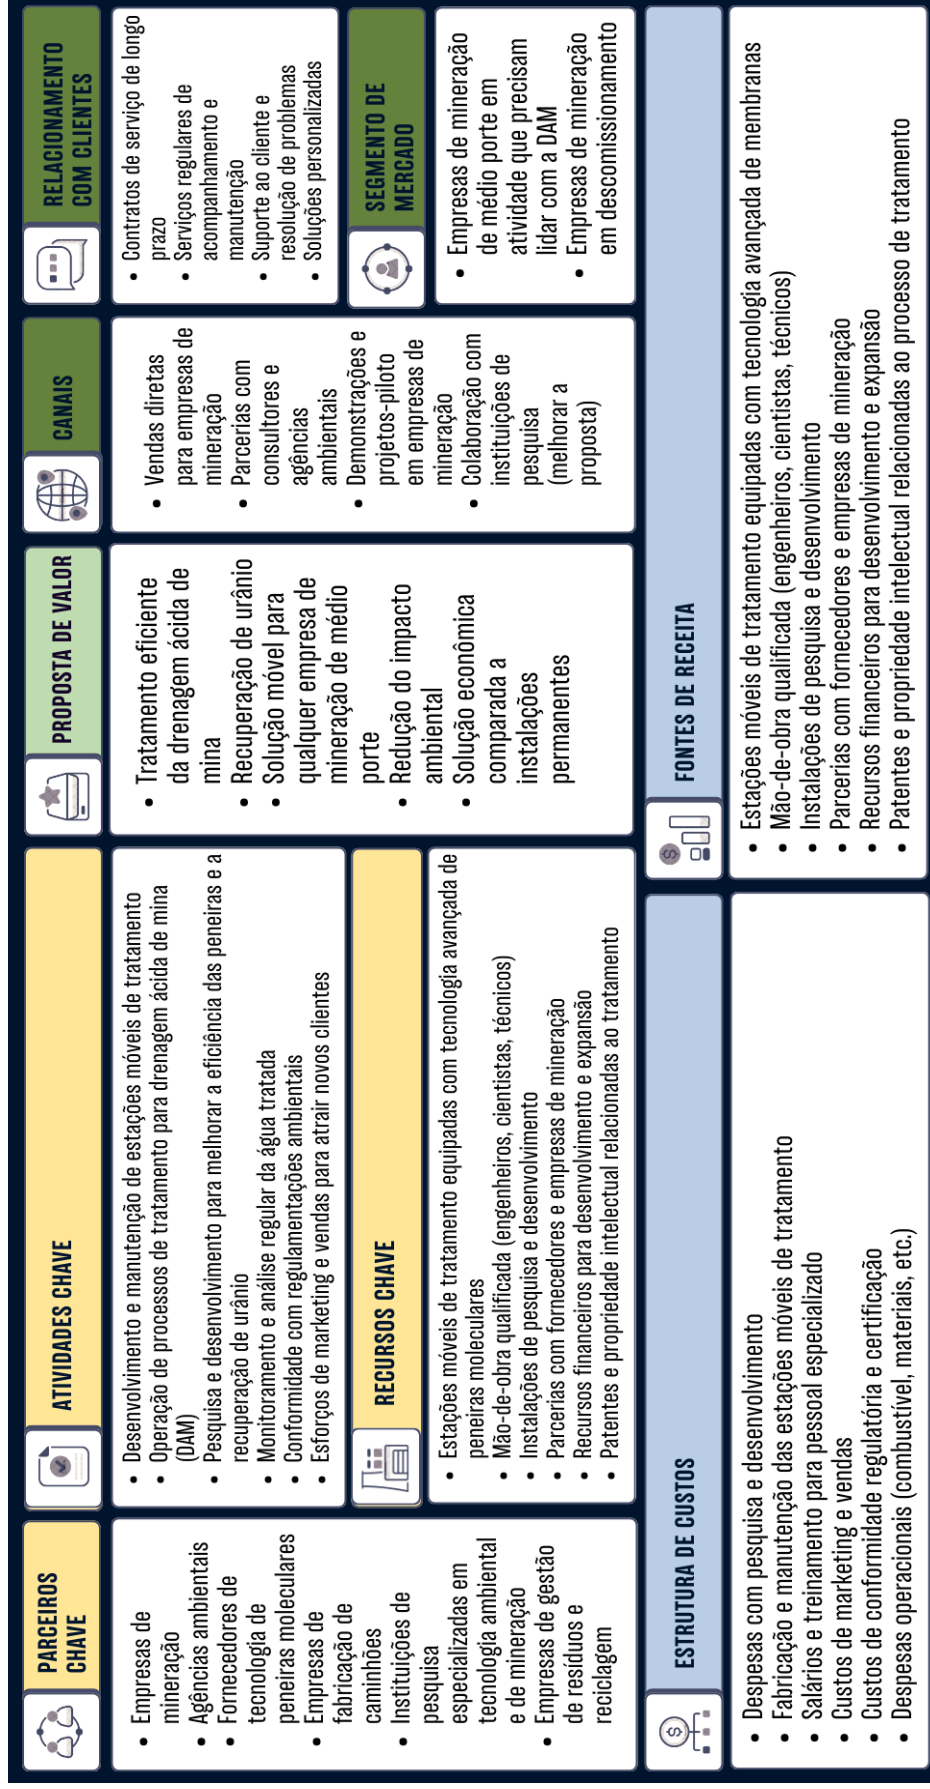 PARCEIROS
CHAVE
• Empresas de
mineração
• Agências ambientais
• Fornecedores de
tecnologia de
peneiras moleculares
• Empresas de
fabricação de
caminhões
• Instituições de
pesquisa
especializadas em
tecnologia ambiental
e de mineração
• Empresas de gestão
de resíduos e
reciclagem
ATIVIDADES CHAVE
• Desenvolvimento e manutenção de estações móveis de tratamento
• Operação de processos de tratamento para drenagem ácida de mina
(DAM)
• Pesquisa e desenvolvimento para melhorar a eficiência das peneiras e a
recuperação de urânio
• Monitoramento e análise regular da água tratada
• Conformidade com regulamentações ambientais
• Esforços de marketing e vendas para atrair novos clientes
RECURSOS CHAVE
• Estações móveis de tratamento equipadas com tecnologia avançada de
peneiras moleculares
• Mão-de-obra qualificada (engenheiros, cientistas, técnicos)
• Instalações de pesquisa e desenvolvimento
• Parcerias com fornecedores e empresas de mineração
• Recursos financeiros para desenvolvimento e expansão
• Patentes e propriedade intelectual relacionadas ao tratamento
PROPOSTA DE VALOR
• Tratamento eficiente
da drenagem ácida de
mina
• Recuperação de urânio
• Solução móvel para
qualquer empresa de
mineração de médio
porte
• Redução do impacto
ambiental
• Solução econômica
comparada a
instalações
permanentes
CANAIS
• Vendas diretas
para empresas de
mineração
• Parcerias com
consultores e
agências
ambientais
• Demonstrações e
projetos-piloto
em empresas de
mineração
• Colaboração com
instituições de
pesquisa
(melhorar a
proposta)
RELACIONAMENTO
COM CLIENTES
• Contratos de serviço de longo
prazo
• Serviços regulares de
acompanhamento e
manutenção
• Suporte ao cliente e
resolução de problemas
• Soluções personalizadas
SEGMENTO DE
MERCADO
• Empresas de mineração
de médio porte em
atividade que precisam
lidar com a DAM
• Empresas de mineração
em descomissionamento
ESTRUTURA DE CUSTOS
• Despesas com pesquisa e desenvolvimento
• Fabricação e manutenção das estações móveis de tratamento
• Salários e treinamento para pessoal especializado
• Custos de marketing e vendas
• Custos de conformidade regulatória e certificação
• Despesas operacionais (combustível, materiais, etc.)
FONTES DE RECEITA
• Estações móveis de tratamento equipadas com tecnologia avançada de membranas
• Mão-de-obra qualificada (engenheiros, cientistas, técnicos)
• Instalações de pesquisa e desenvolvimento
• Parcerias com fornecedores e empresas de mineração
• Recursos financeiros para desenvolvimento e expansão
• Patentes e propriedade intelectual relacionadas ao processo de tratamento